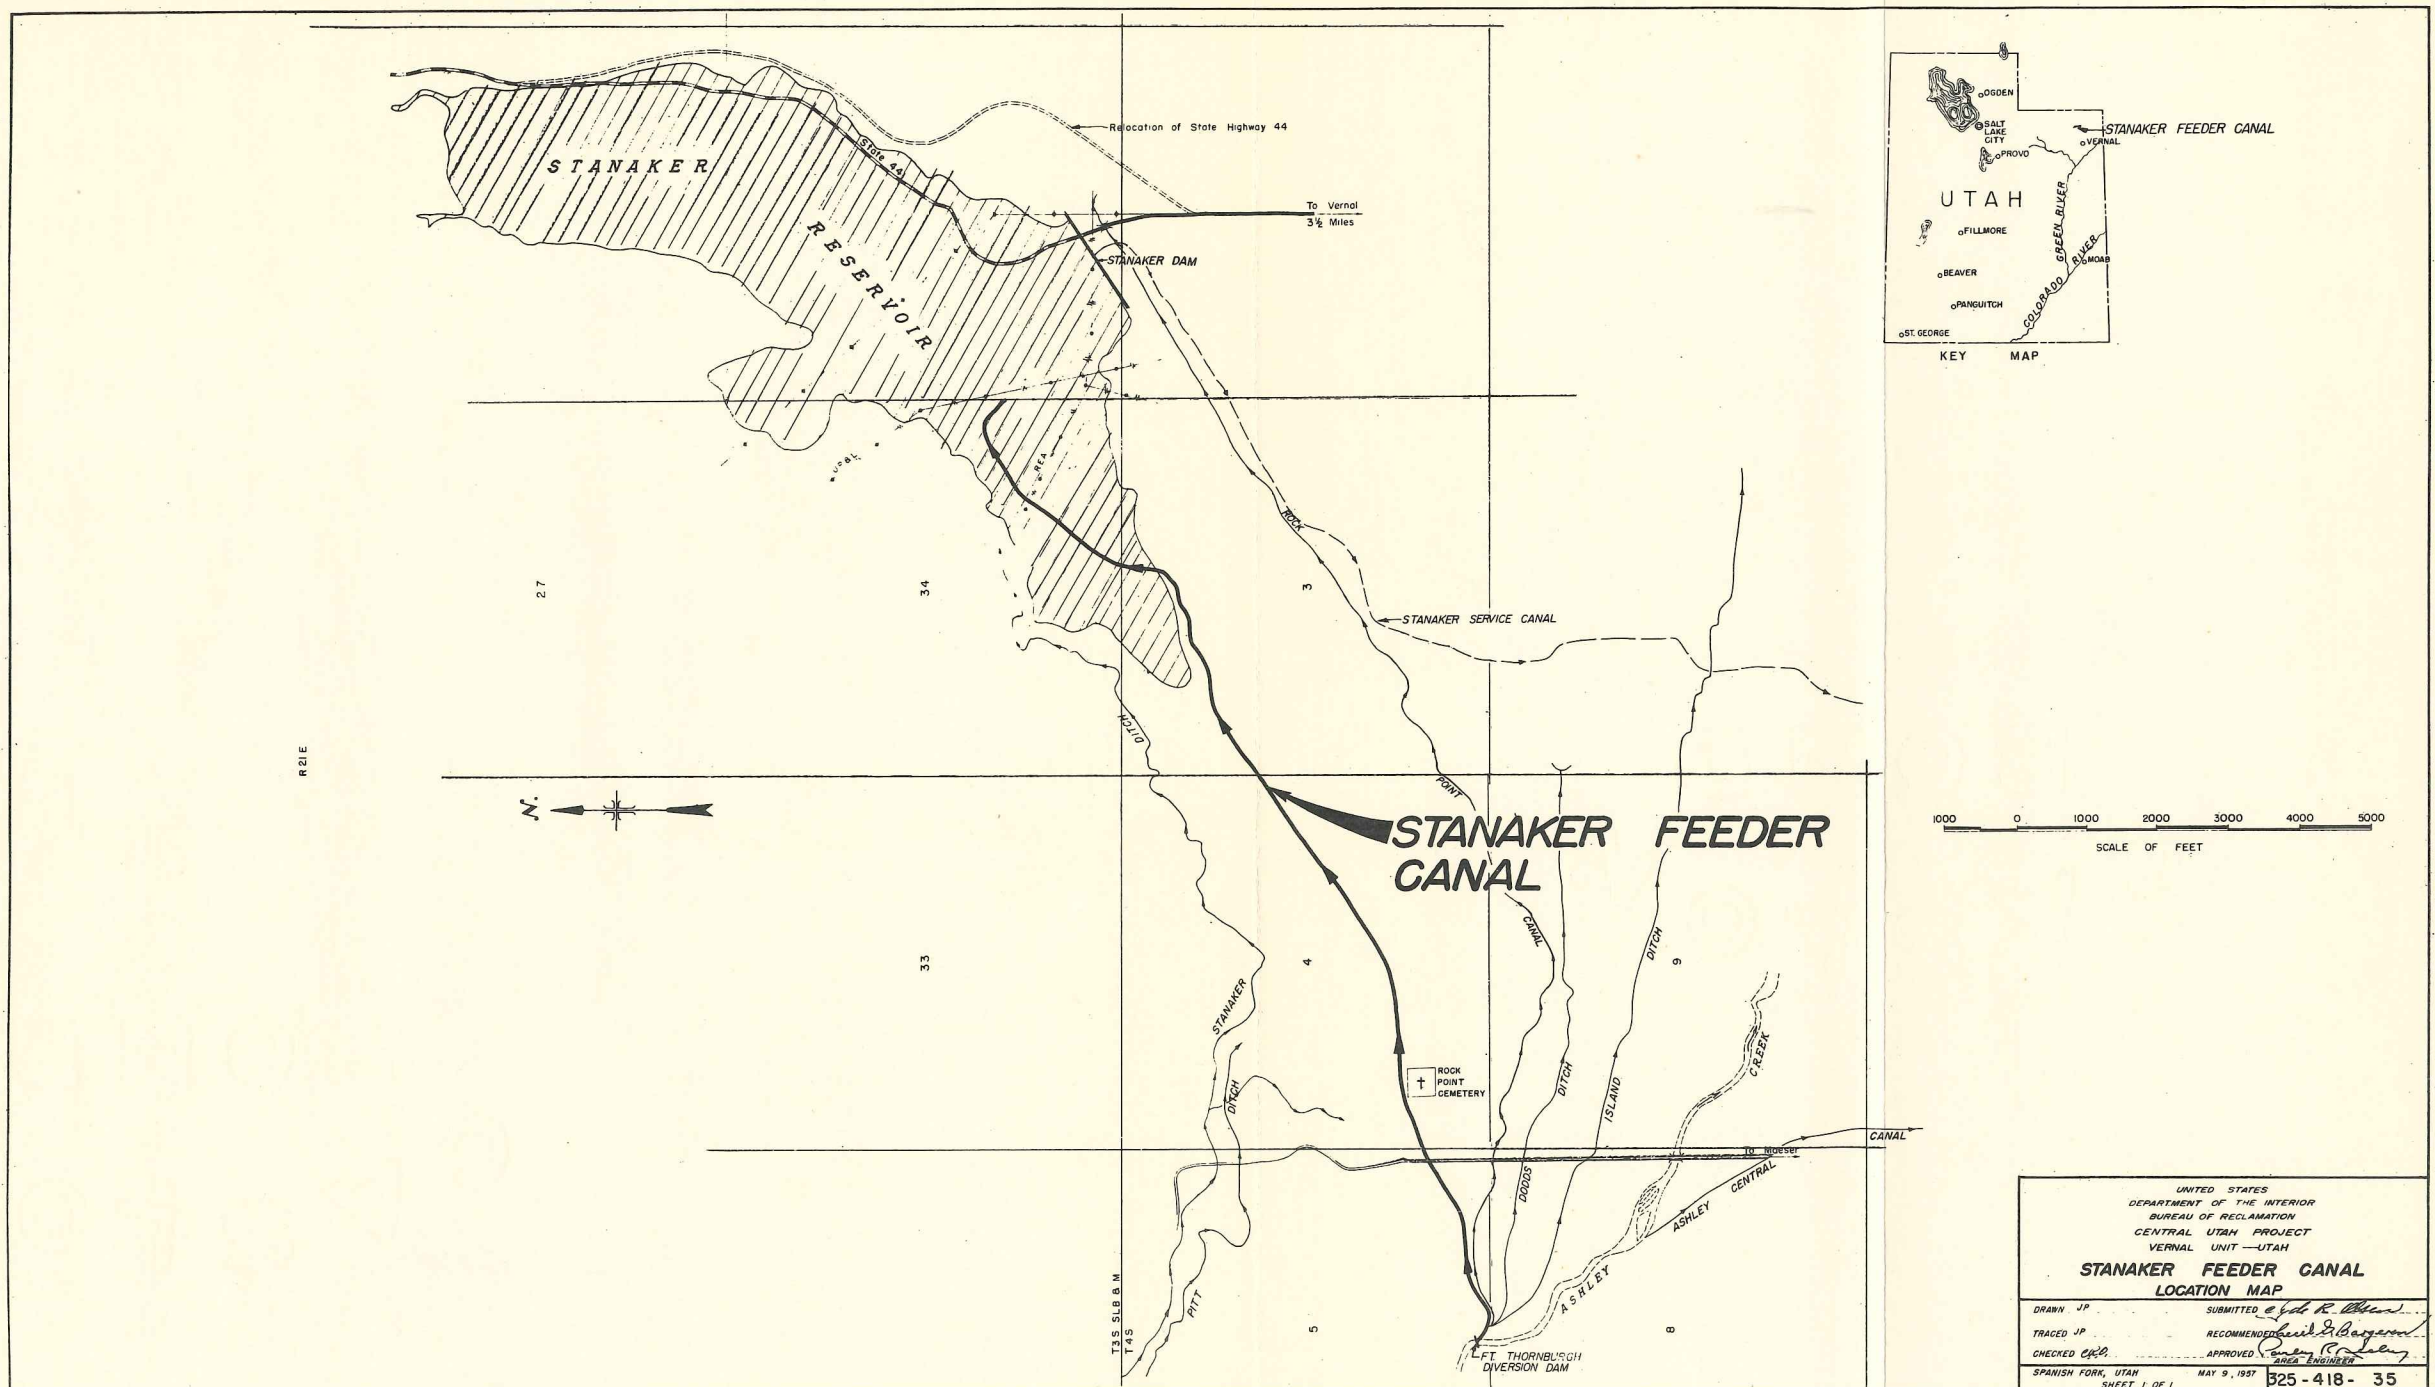 STANAKER
RESERVOIR
State 44
Relocation of State Highway 44
To Vernal
3½ Miles
STANAKER DAM
REA
27
34
3
ROCK
STANAKER SERVICE CANAL
R21E
N.
DITCH
POINT
STANAKER FEEDER
CANAL
33
4
9
STANAKER
CANAL
DITCH
CREEK
ROCK
POINT
CEMETERY
DITCH
DITCH
ISLAND
To Maeser
CANAL
DODDS
ASHLEY CENTRAL
T3S SLB & M
T4S
PITT
5
ASHLEY
8
FT. THORNBURGH
DIVERSION DAM
OGDEN
SALT
LAKE
CITY
PROVO
STANAKER FEEDER CANAL
VERNAL
UTAH
GREEN RIVER
FILLMORE
BEAVER
COLORADO RIVER
MOAB
PANGUITCH
ST. GEORGE
KEY MAP
1000 0 1000 2000 3000 4000 5000
SCALE OF FEET
UNITED STATES
DEPARTMENT OF THE INTERIOR
BUREAU OF RECLAMATION
CENTRAL UTAH PROJECT
VERNAL UNIT — UTAH
STANAKER FEEDER CANAL
LOCATION MAP
DRAWN JP SUBMITTED
TRACED JP RECOMMENDED
CHECKED APPROVED
AREA ENGINEER
SPANISH FORK, UTAH MAY 9, 1957
SHEET 1 OF 1
325-418-35